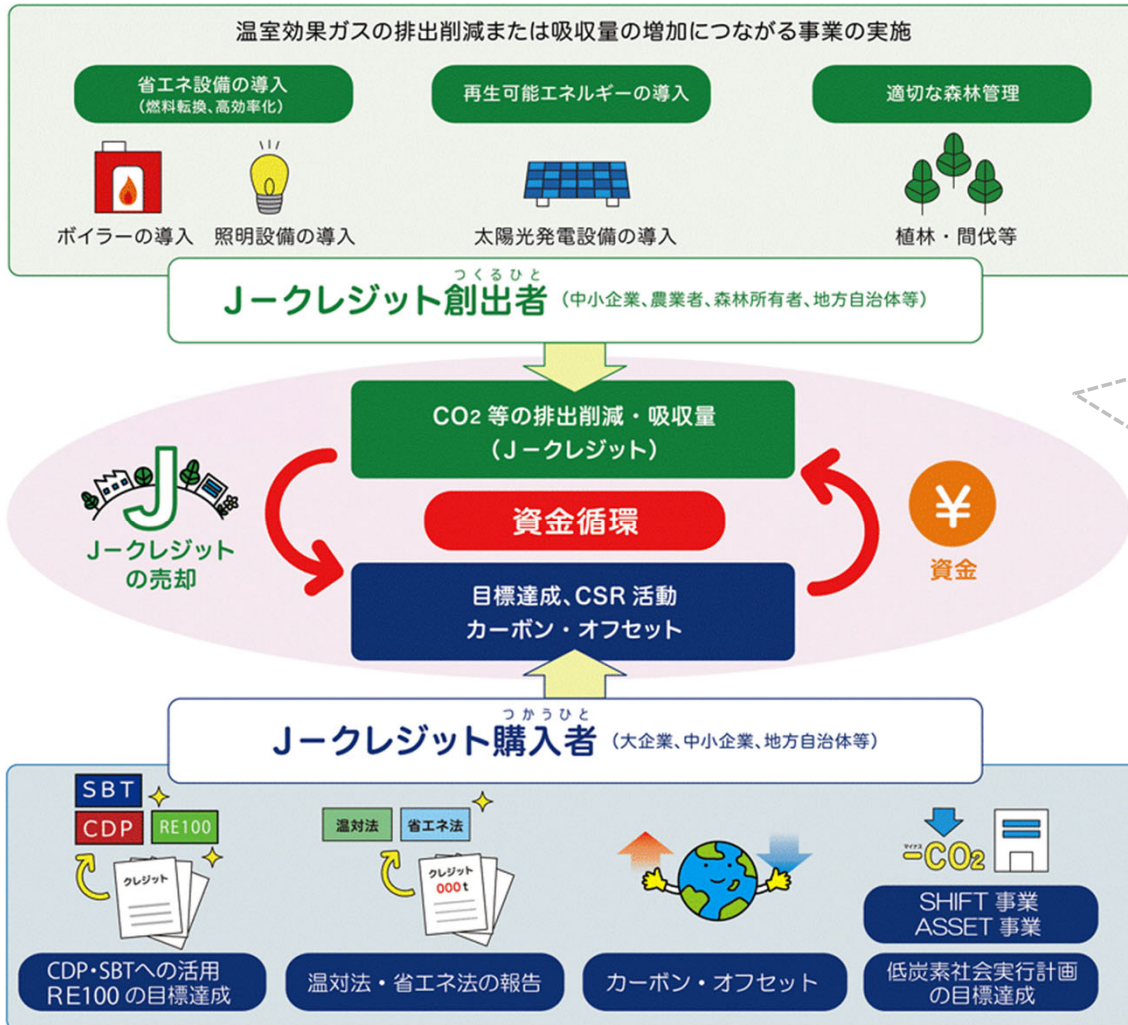 温室効果ガスの排出削減または吸収量の増加につながる事業の実施
省エネ設備の導入
（燃料転換、高効率化）
再生可能エネルギーの導入
適切な森林管理
ボイラーの導入
照明設備の導入
太陽光発電設備の導入
植林・間伐等
つくるひと
J－クレジット創出者（中小企業、農業者、森林所有者、地方自治体等）
CO2 等の排出削減・吸収量
（J－クレジット）
J
J－クレジット
の売却
資金循環
¥
資金
目標達成、CSR 活動
カーボン・オフセット
つかうひと
J－クレジット購入者（大企業、中小企業、地方自治体等）
SBT
CDP
RE100
クレジット
CDP・SBTへの活用
RE100 の目標達成
温対法
省エネ法
クレジット
000t
温対法・省エネ法の報告
カーボン・オフセット
マイナス
－CO2
SHIFT 事業
ASSET 事業
低炭素社会実行計画
の目標達成